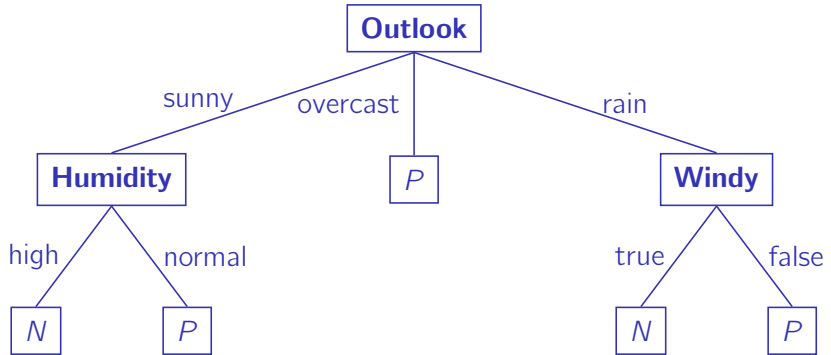 Outlook
sunny
overcast
rain
Humidity
P
Windy
high
normal
true
false
N
P
N
P